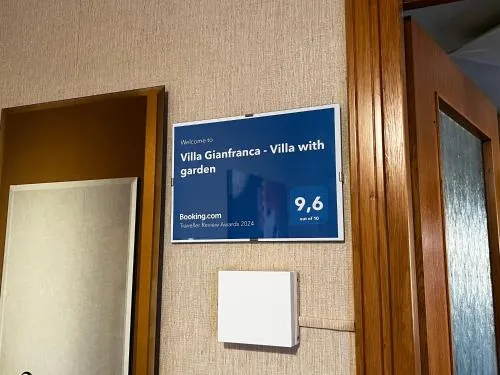 Welcome to
Villa Gianfranca - Villa with
garden
Booking.com
Traveller Review Awards 2024
9,6
out of 10